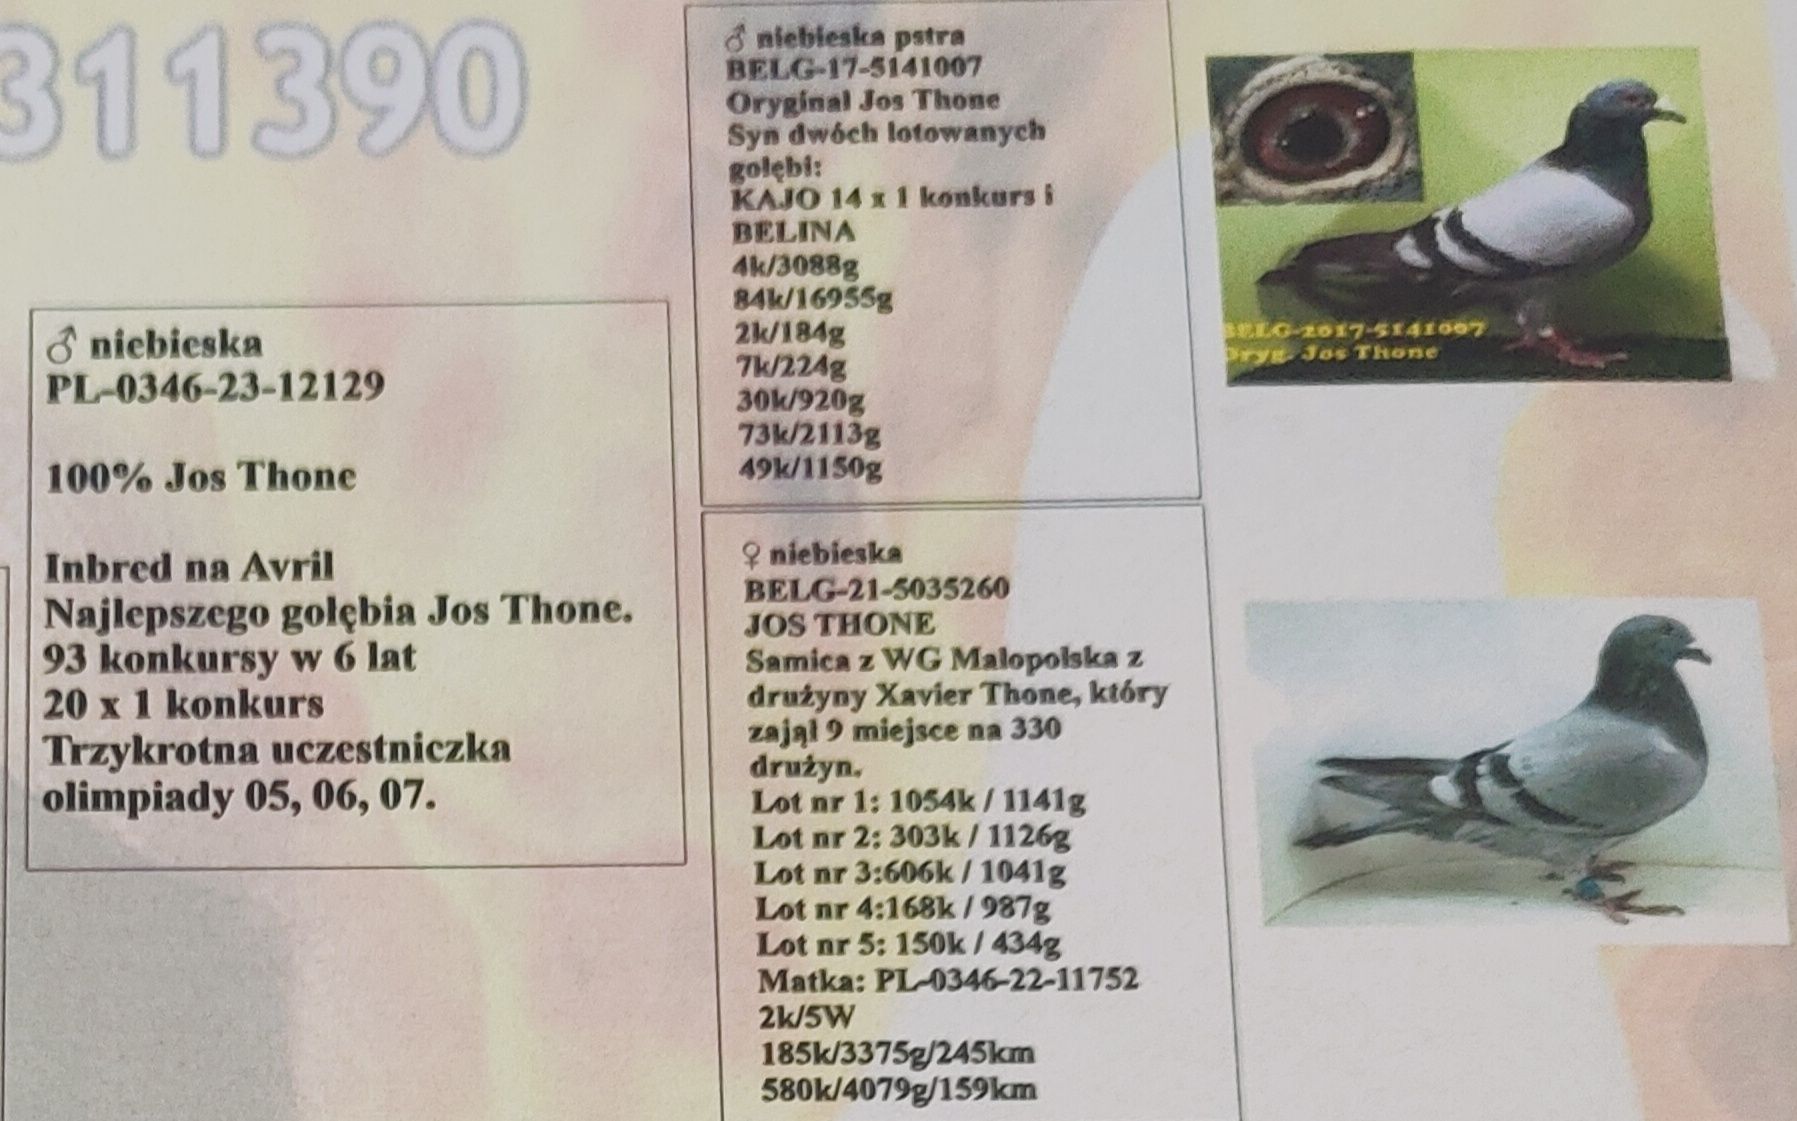 311390
♂ niebieska
PL-0346-23-12129
100% Jos Thone
Inbred na Avril
Najlepszego gołębia Jos Thone.
93 konkursy w 6 lat
20 x 1 konkurs
Trzykrotna uczestniczka
olimpiady 05, 06, 07.
♂ niebieska pstra
BELG-17-5141007
Oryginal Jos Thone
Syn dwóch lotowanych
gołębi:
KAJO 14 x 1 konkurs i
BELINA
4k/3088g
84k/16955g
2k/184g
7k/224g
30k/920g
73k/2113g
49k/1150g
BELG-2017-5141007
Oryg. Jos Thone
♀ niebieska
BELG-21-5035260
JOS THONE
Samica z WG Malopolska z
drużyny Xavier Thone, który
zajął 9 miejsce na 330
drużyn.
Lot nr 1: 1054k / 1141g
Lot nr 2: 303k / 1126g
Lot nr 3:606k / 1041g
Lot nr 4:168k / 987g
Lot nr 5: 150k / 434g
Matka: PL-0346-22-11752
2k/5W
185k/3375g/245km
580k/4079g/159km